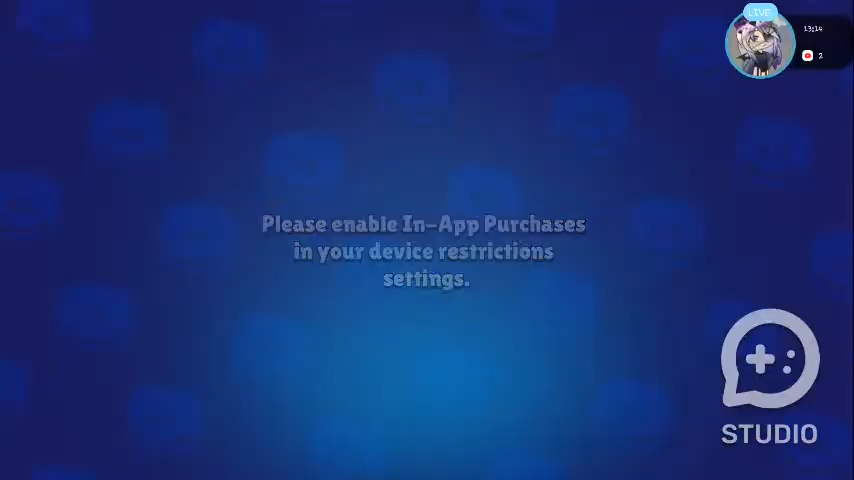 LIVE
13:14
2
Please enable In-App Purchases
in your device restrictions
settings.
STUDIO